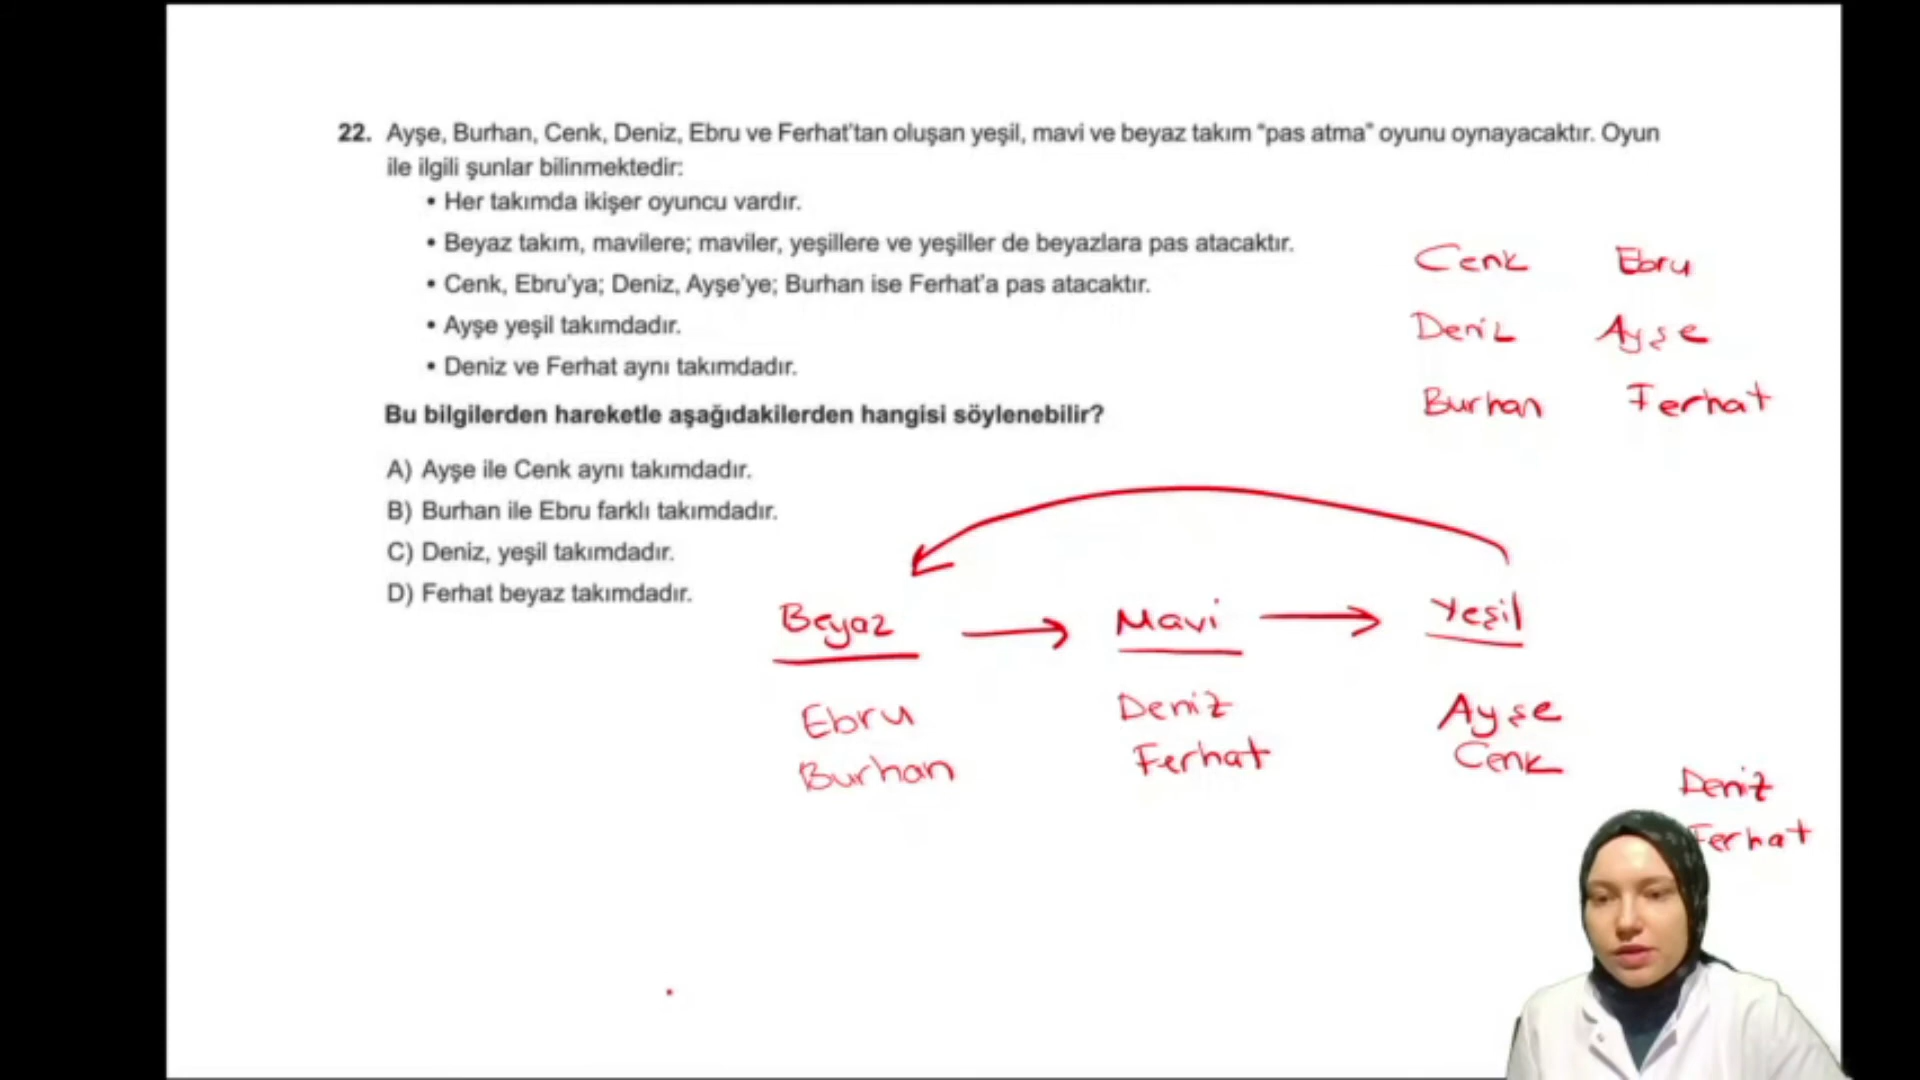 22. Ayşe, Burhan, Cenk, Deniz, Ebru ve Ferhat'tan oluşan yeşil, mavi ve beyaz takım "pas atma" oyunu oynayacaktır. Oyun
ile ilgili şunlar bilinmektedir:
• Her takımda ikişer oyuncu vardır.
• Beyaz takım, mavilere; maviler, yeşillere ve yeşiller de beyazlara pas atacaktır.
• Cenk, Ebru'ya; Deniz, Ayşe'ye; Burhan ise Ferhat'a pas atacaktır.
• Ayşe yeşil takımdadır.
• Deniz ve Ferhat aynı takımdadır.
Bu bilgilerden hareketle aşağıdakilerden hangisi söylenebilir?
A) Ayşe ile Cenk aynı takımdadır.
B) Burhan ile Ebru farklı takımdadır.
C) Deniz, yeşil takımdadır.
D) Ferhat beyaz takımdadır.
Cenk Ebru
Deniz Ayşe
Burhan Ferhat
Beyaz → Mavi → Yeşil
Ebru Deniz Ayşe
Burhan Ferhat Cenk
Deniz
Ferhat